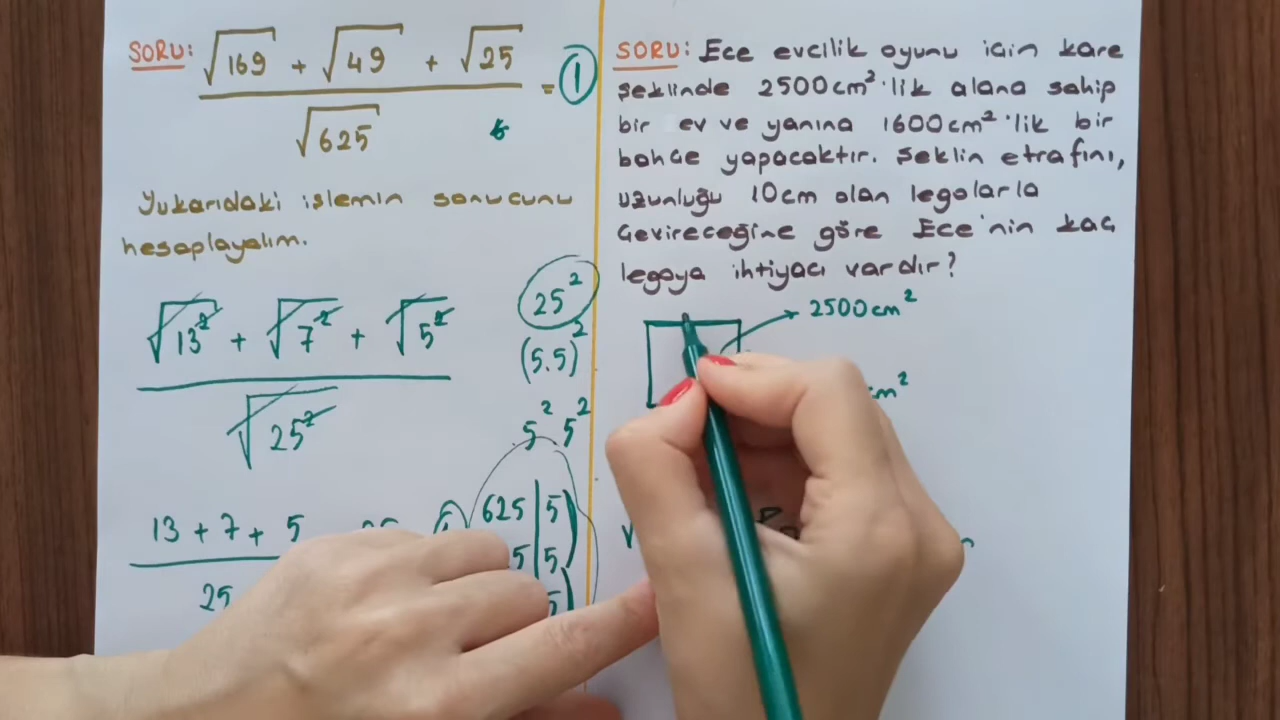 SORU: √169 + √49 + √25 = 1
√625
Yukarıdaki işlemin sonucunu
hesaplayalım.
√13² + √7² + √5²
√25²
25²
(5.5)²
5² 5²
13 + 7 + 5
25
625 | 5
5 | 5
5
SORU: Ece evcilik oyunu için kare
şeklinde 2500cm²'lik alana sahip
bir ev ve yanına 1600cm²'lik bir
bahçe yapacaktır. Şeklin etrafını,
uzunluğu 10cm olan legolarla
çevireceğine göre Ece'nin kaç
legoya ihtiyacı vardır?
2500cm²
cm²